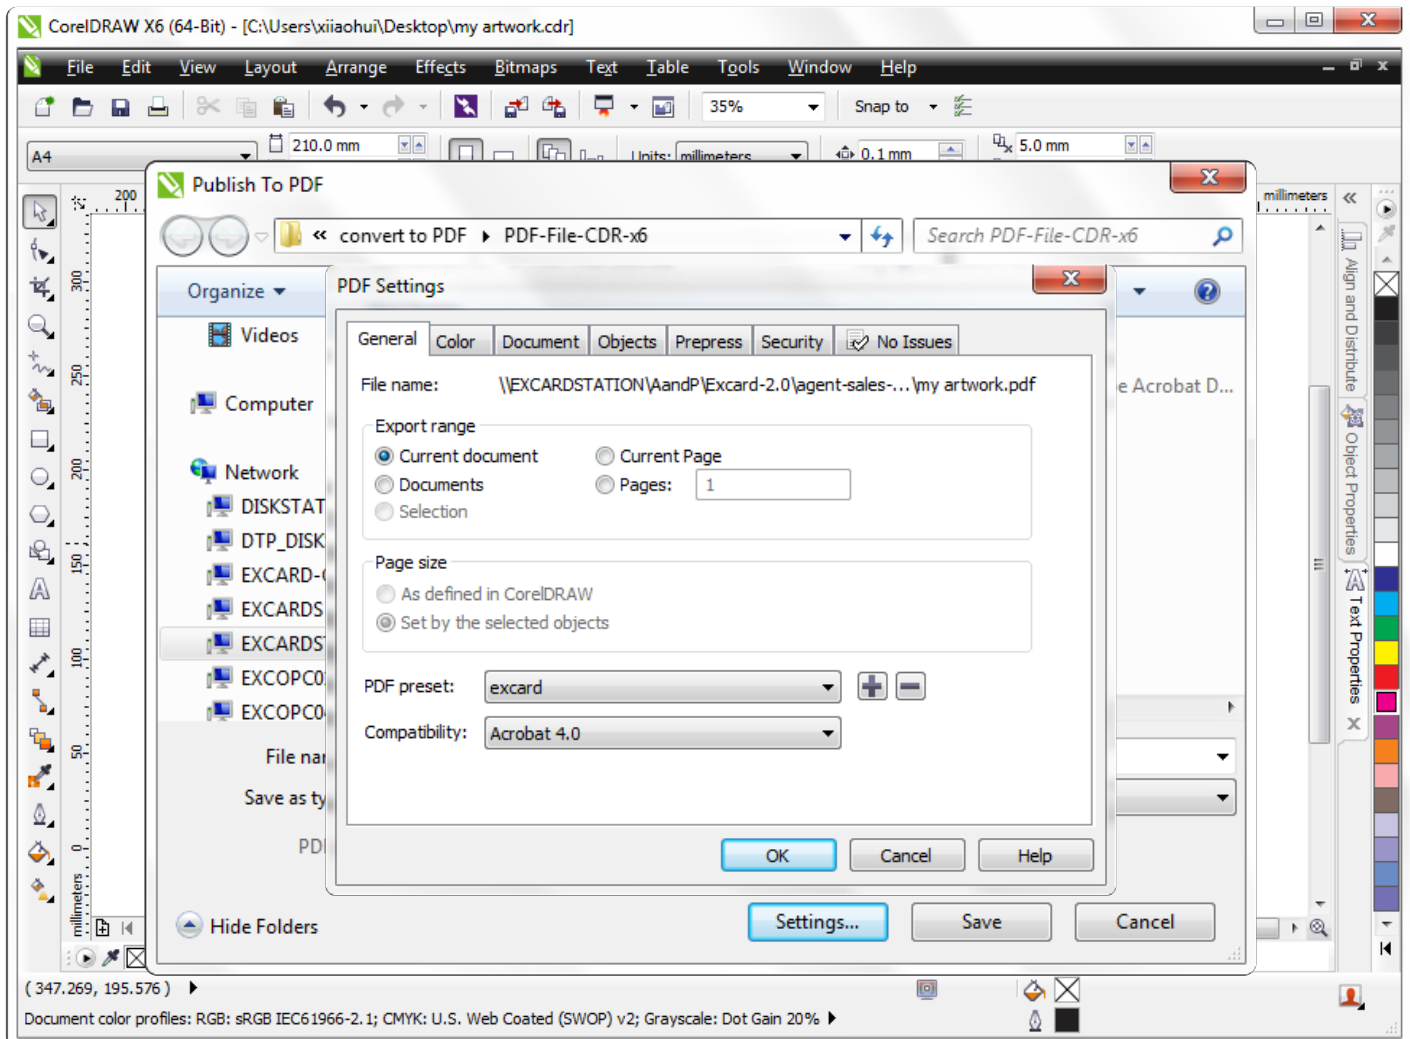 CorelDRAW X6 (64-Bit) - [C:\Users\xiiaohui\Desktop\my artwork.cdr]
File Edit View Layout Arrange Effects Bitmaps Text Table Tools Window Help
35% Snap to
A4 210.0 mm Units: millimeters 0.1 mm 5.0 mm
200 millimeters
Publish To PDF
« convert to PDF PDF-File-CDR-x6 Search PDF-File-CDR-x6
Organize
Videos
Computer
Network
DISKSTAT
DTP_DISK
EXCARD-
EXCARDS
EXCARDS
EXCOPC0
EXCOPC0
File nar
Save as ty
PD
e Acrobat D...
PDF Settings
General Color Document Objects Prepress Security No Issues
File name: \\EXCARDSTATION\AandP\Excard-2.0\agent-sales-...\my artwork.pdf
Export range
Current document Current Page
Documents Pages: 1
Selection
Page size
As defined in CorelDRAW
Set by the selected objects
PDF preset: excard
Compatibility: Acrobat 4.0
OK Cancel Help
Hide Folders Settings... Save Cancel
300
250
200
150
100
50
0
millimeters
Align and Distribute
Object Properties
Text Properties
( 347.269, 195.576 )
Document color profiles: RGB: sRGB IEC61966-2.1; CMYK: U.S. Web Coated (SWOP) v2; Grayscale: Dot Gain 20%